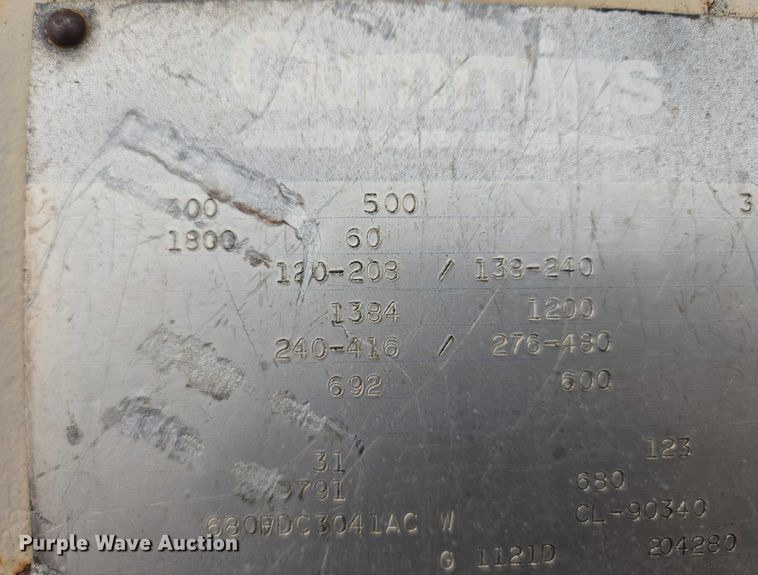 Cummins
400 500 3
1800 60
120-208 / 138-240
1384 1200
240-416 / 276-480
692 600
31 123
680
680FDC3041AC W CL-90340
G 1121D 204280
Purple Wave Auction